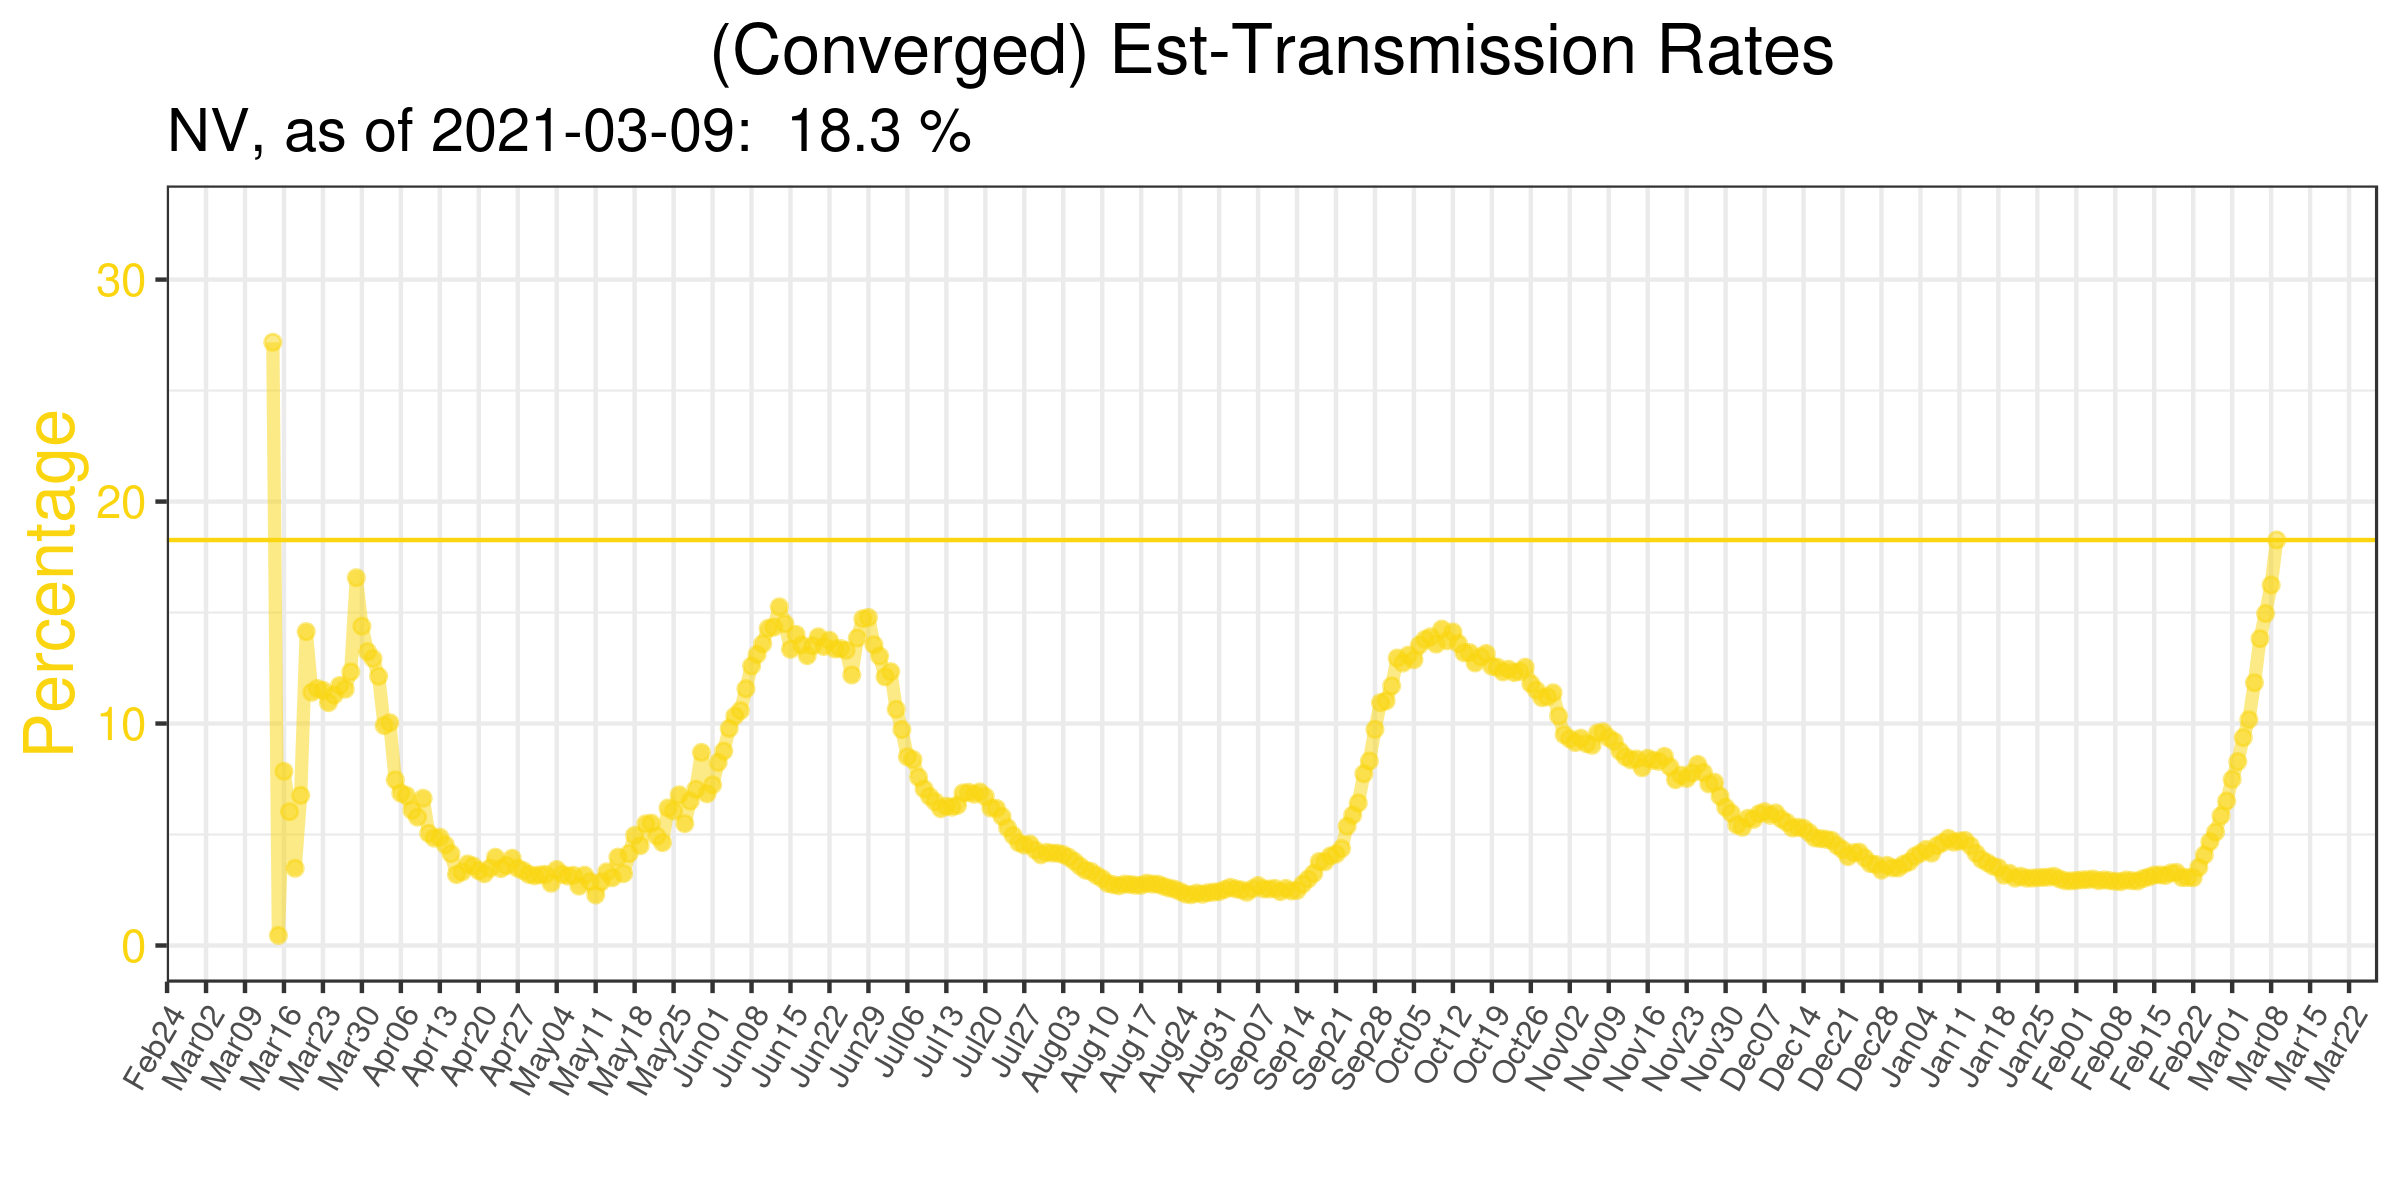 (Converged) Est-Transmission Rates
NV, as of 2021-03-09:  18.3 %
Percentage
30
20
10
0
Feb24
Mar02
Mar09
Mar16
Mar23
Mar30
Apr06
Apr13
Apr20
Apr27
May04
May11
May18
May25
Jun01
Jun08
Jun15
Jun22
Jun29
Jul06
Jul13
Jul20
Jul27
Aug03
Aug10
Aug17
Aug24
Aug31
Sep07
Sep14
Sep21
Sep28
Oct05
Oct12
Oct19
Oct26
Nov02
Nov09
Nov16
Nov23
Nov30
Dec07
Dec14
Dec21
Dec28
Jan04
Jan11
Jan18
Jan25
Feb01
Feb08
Feb15
Feb22
Mar01
Mar08
Mar15
Mar22